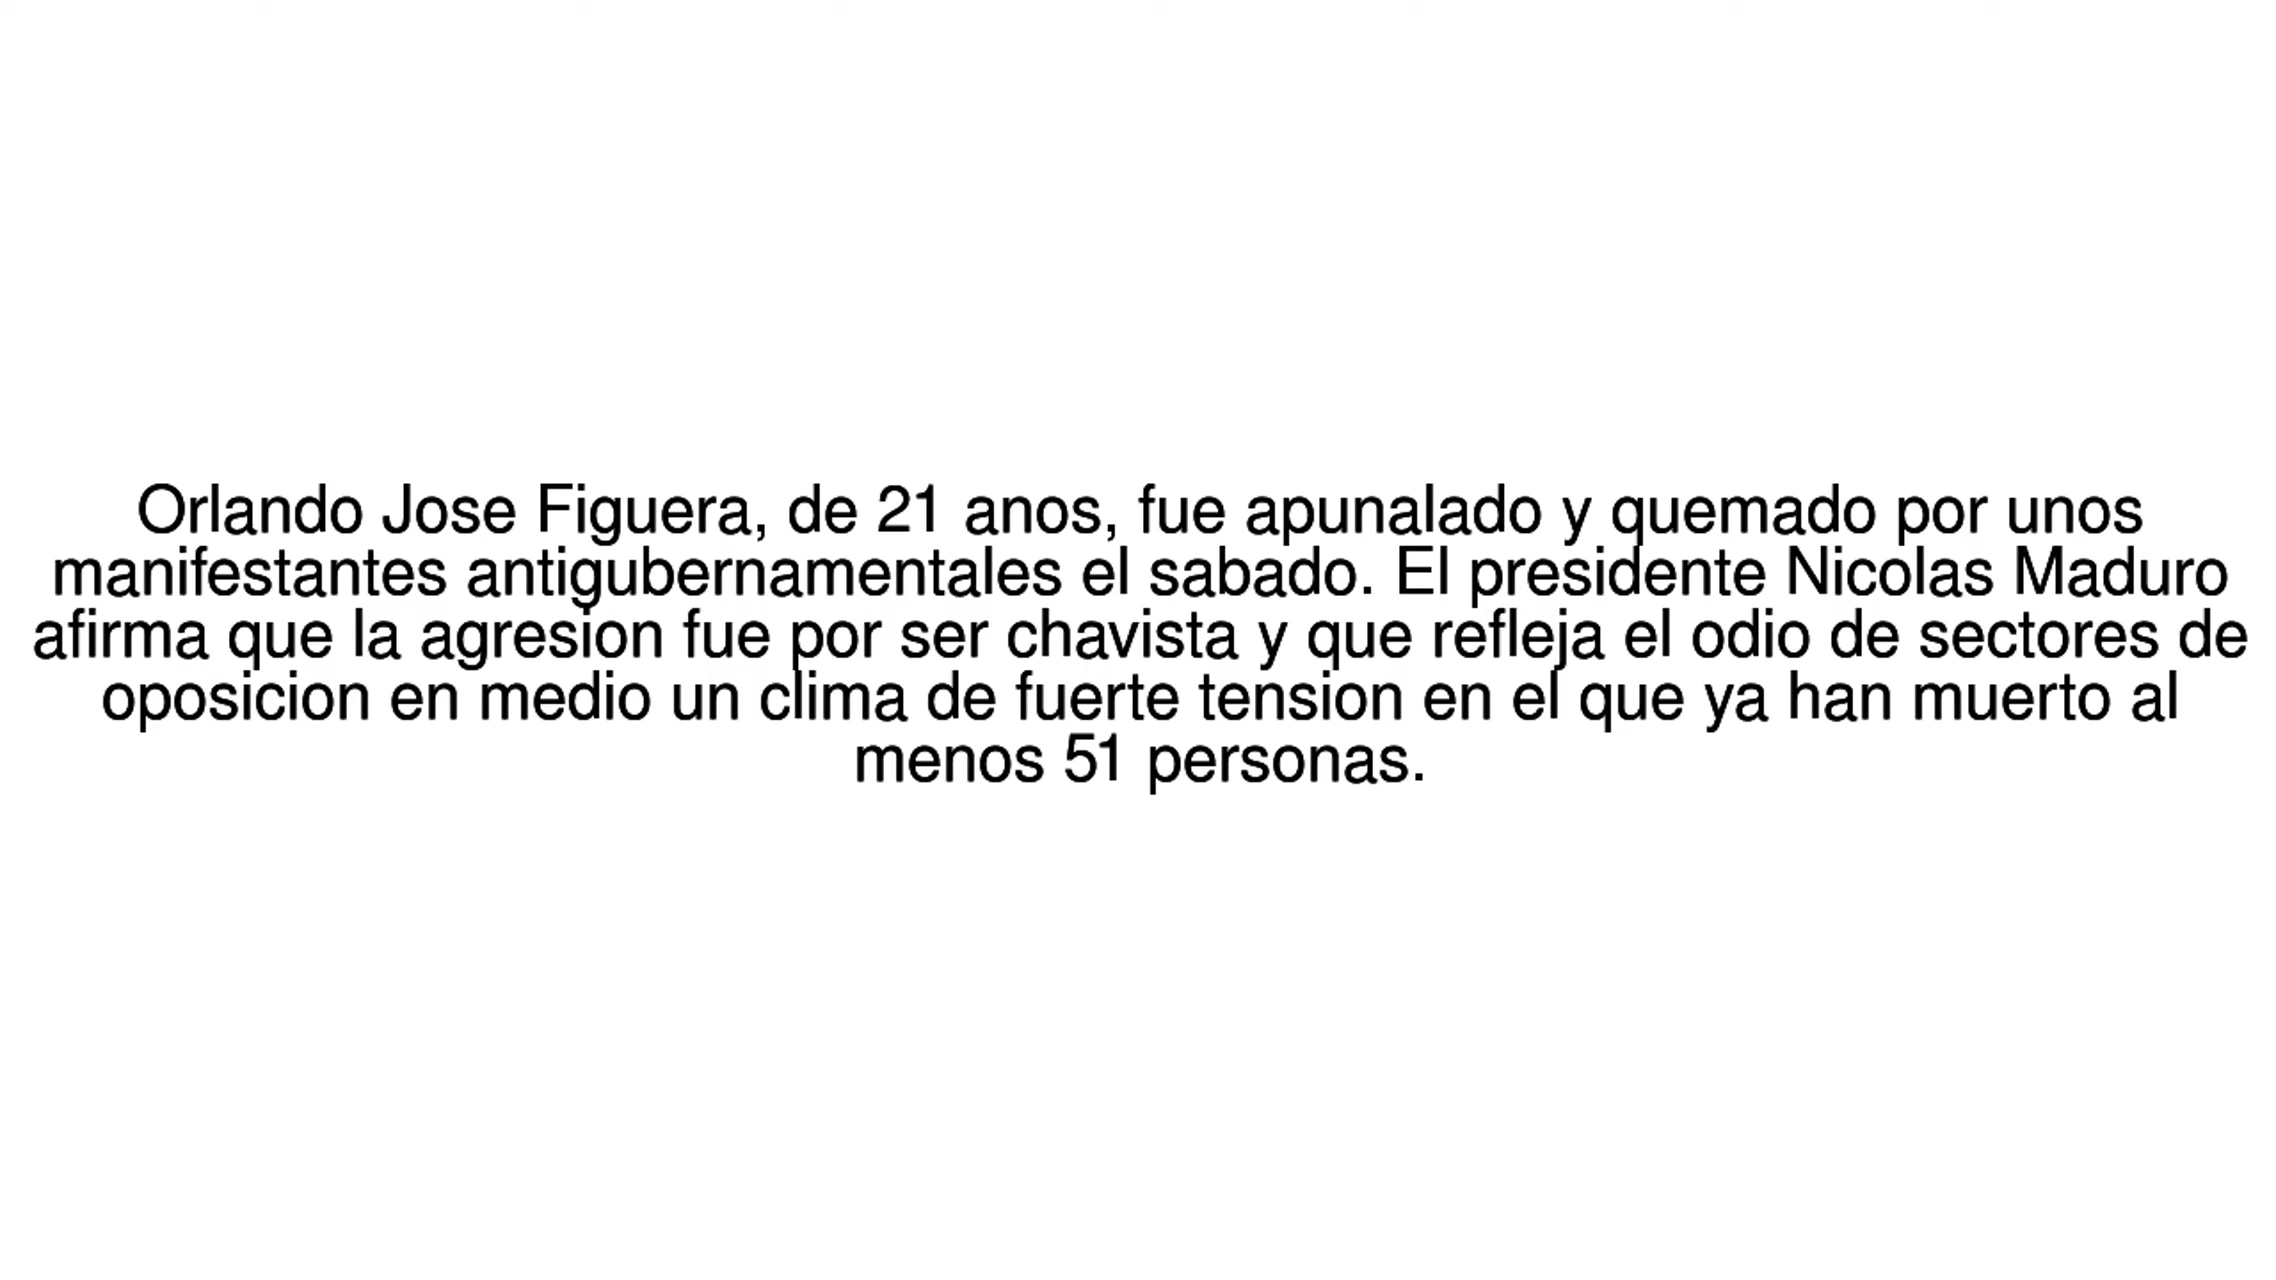 Orlando Jose Figuera, de 21 anos, fue apunalado y quemado por unos
manifestantes antigubernamentales el sabado. El presidente Nicolas Maduro
afirma que la agresion fue por ser chavista y que refleja el odio de sectores de
oposicion en medio un clima de fuerte tension en el que ya han muerto al
menos 51 personas.